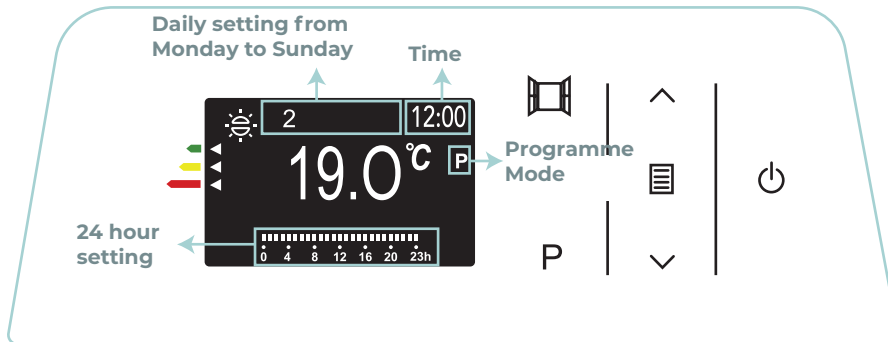 Daily setting from
Monday to Sunday
Time
2
12:00
19.0°C
P
Programme
Mode
24 hour
setting
0 4 8 12 16 20 23h
P